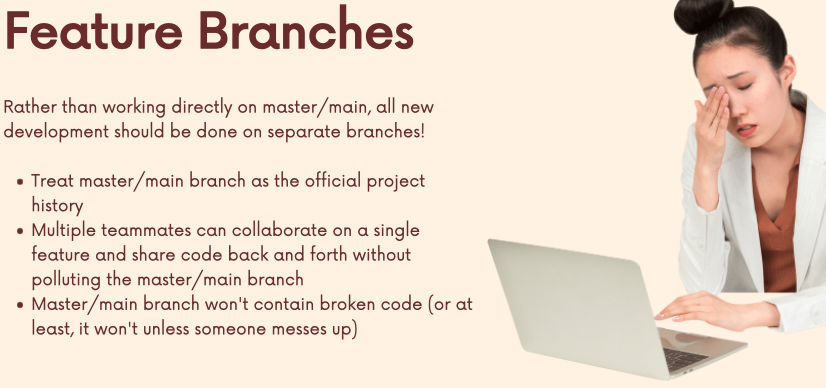 Feature Branches
Rather than working directly on master/main, all new
development should be done on separate branches!
• Treat master/main branch as the official project
history
• Multiple teammates can collaborate on a single
feature and share code back and forth without
polluting the master/main branch
• Master/main branch won't contain broken code (or at
least, it won't unless someone messes up)